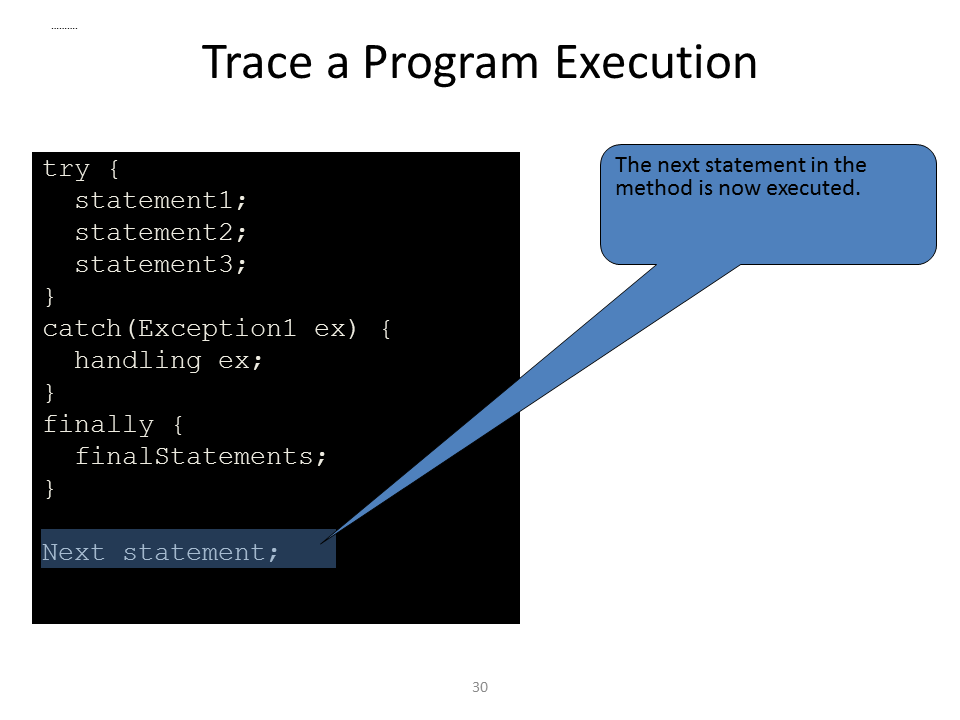 ..........
Trace a Program Execution
try {
statement1;
statement2;
statement3;
}
catch(Exception1 ex) {
handling ex;
}
finally {
finalStatements;
}
Next statement;
The next statement in the
method is now executed.
30